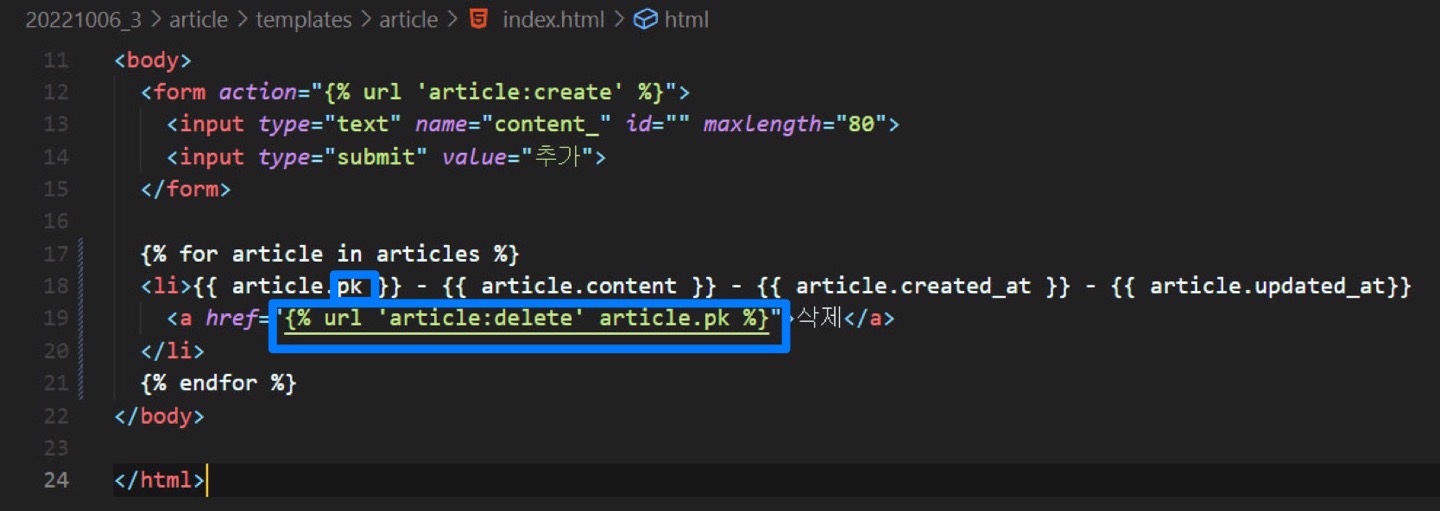 20221006_3 > article > templates > article > index.html > html
11 <body>
12 <form action="{% url 'article:create' %}">
13 <input type="text" name="content_" id="" maxlength="80">
14 <input type="submit" value="추가">
15 </form>
16
17 {% for article in articles %}
18 <li>{{ article.pk }} - {{ article.content }} - {{ article.created_at }} - {{ article.updated_at}}
19 <a href="{% url 'article:delete' article.pk %}">삭제</a>
20 </li>
21 {% endfor %}
22 </body>
23
24 </html>